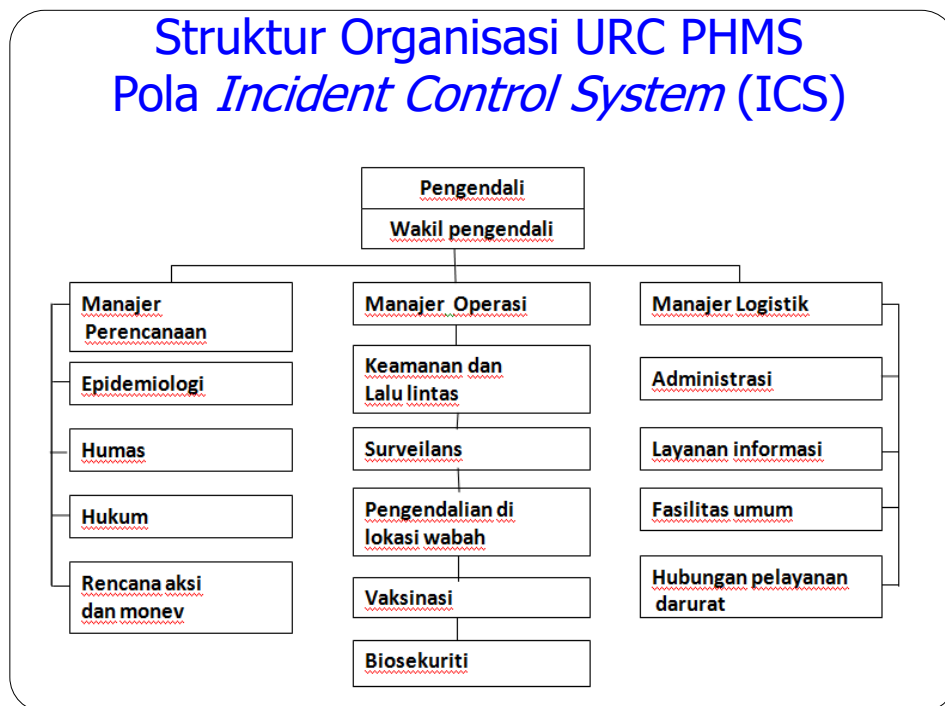 Struktur Organisasi URC PHMS
Pola Incident Control System (ICS)
Pengendali
Wakil pengendali
Manajer
Perencanaan
Epidemiologi
Humas
Hukum
Rencana aksi
dan monev
Manajer Operasi
Keamanan dan
Lalu lintas
Surveilans
Pengendalian di
lokasi wabah
Vaksinasi
Biosekuriti
Manajer Logistik
Administrasi
Layanan informasi
Fasilitas umum
Hubungan pelayanan
darurat